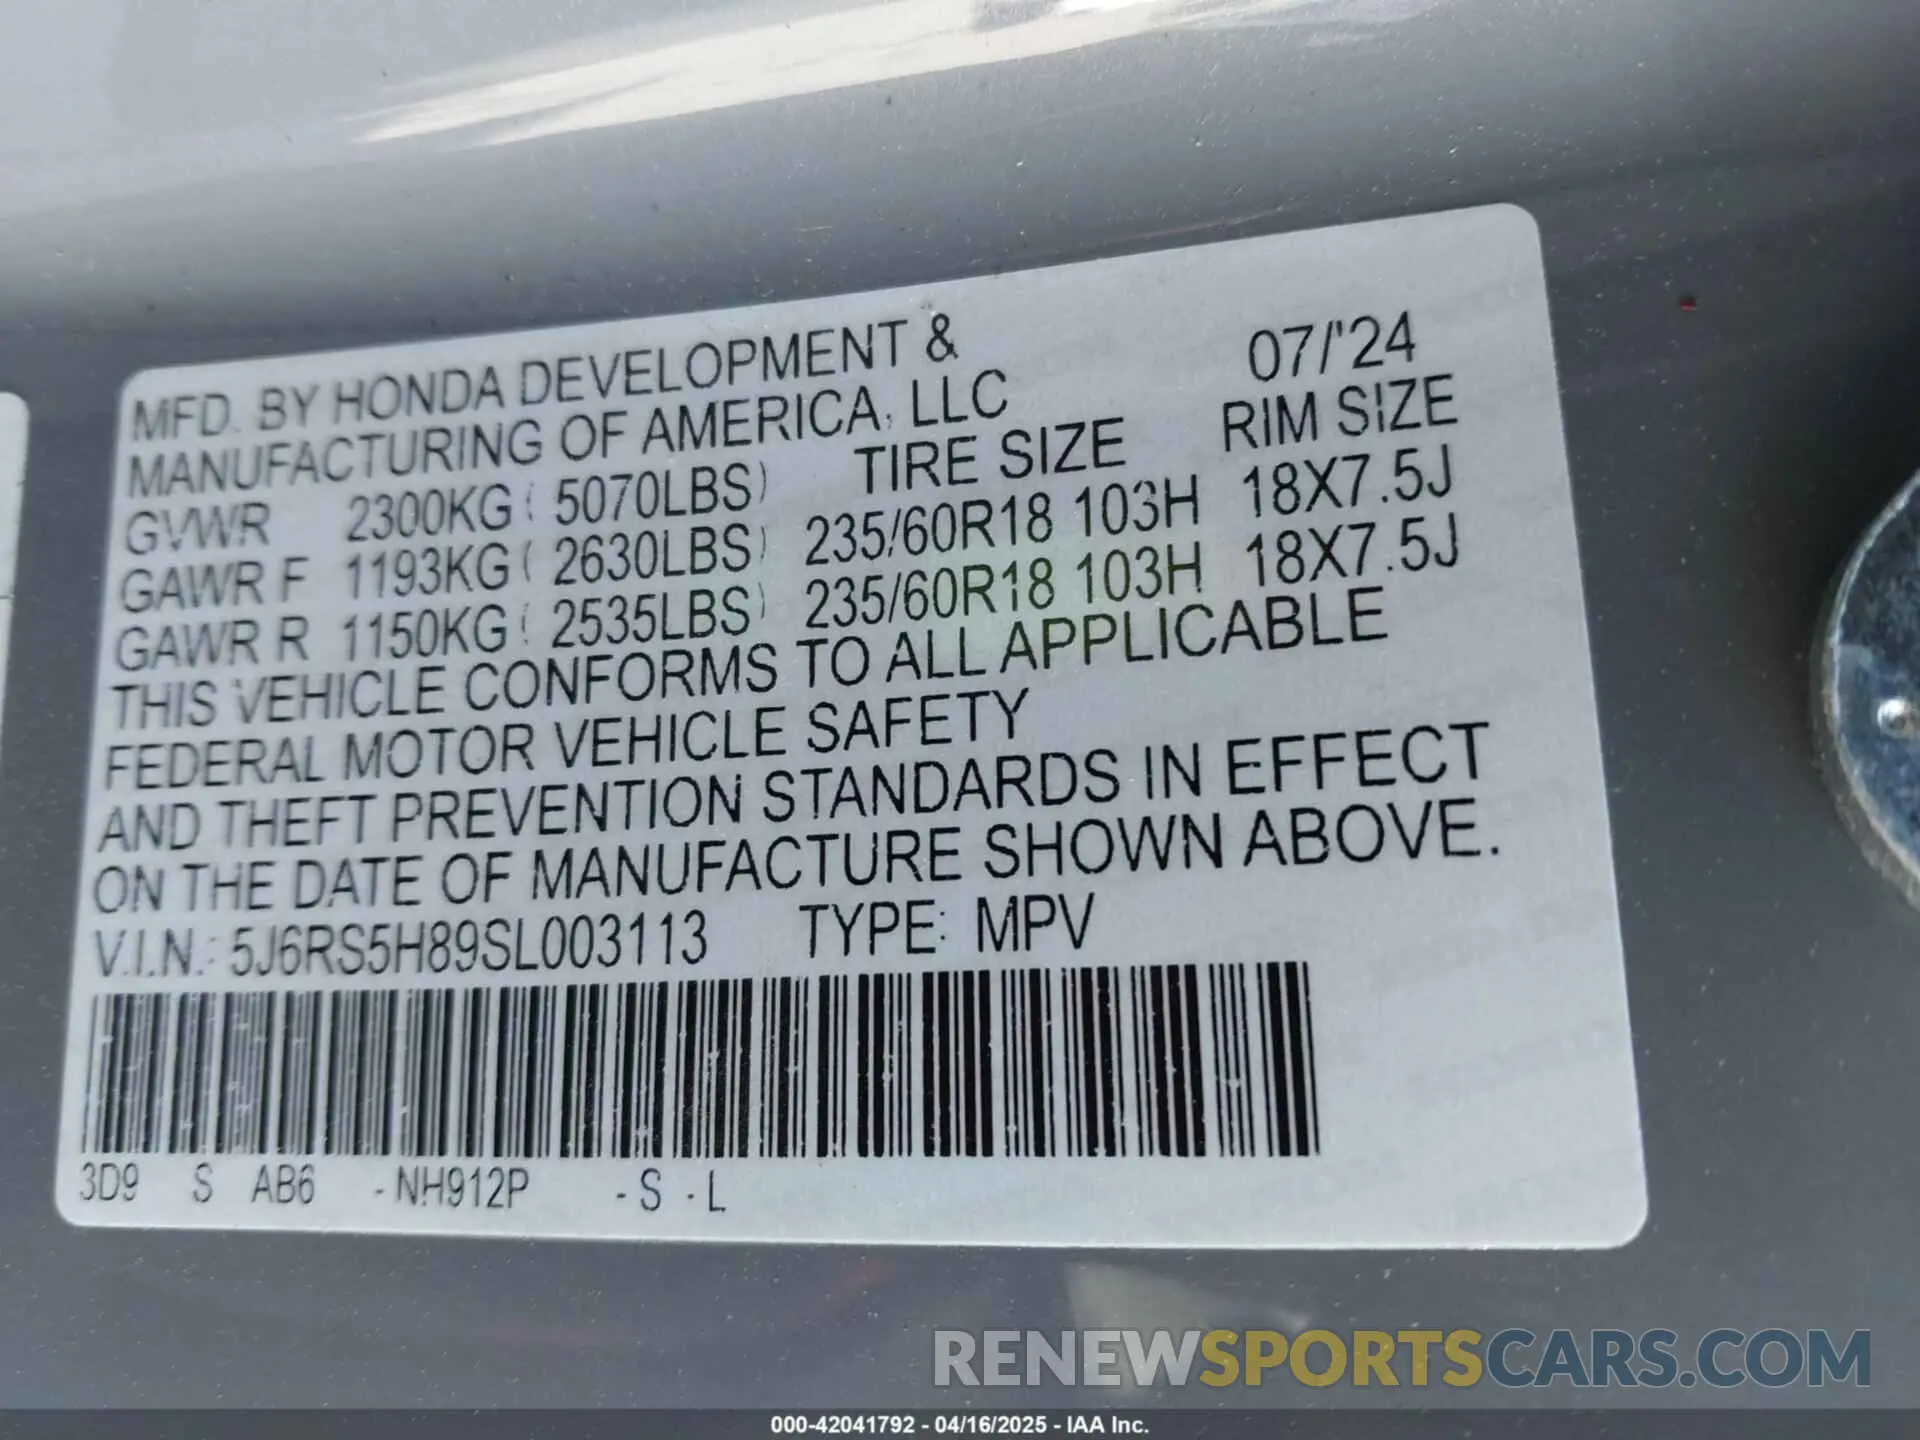 MFD. BY HONDA DEVELOPMENT & 07/'24
MANUFACTURING OF AMERICA, LLC
TIRE SIZE RIM SIZE
GVWR 2300KG ( 5070LBS)
GAWR F 1193KG ( 2630LBS) 235/60R18 103H 18X7.5J
GAWR R 1150KG ( 2535LBS) 235/60R18 103H 18X7.5J
THIS VEHICLE CONFORMS TO ALL APPLICABLE
FEDERAL MOTOR VEHICLE SAFETY
AND THEFT PREVENTION STANDARDS IN EFFECT
ON THE DATE OF MANUFACTURE SHOWN ABOVE.
V.I.N.: 5J6RS5H89SL003113 TYPE: MPV
3D9 S AB6 -NH912P -S -L
RENEWSPORTSCARS.COM
000-42041792 - 04/16/2025 - IAA Inc.